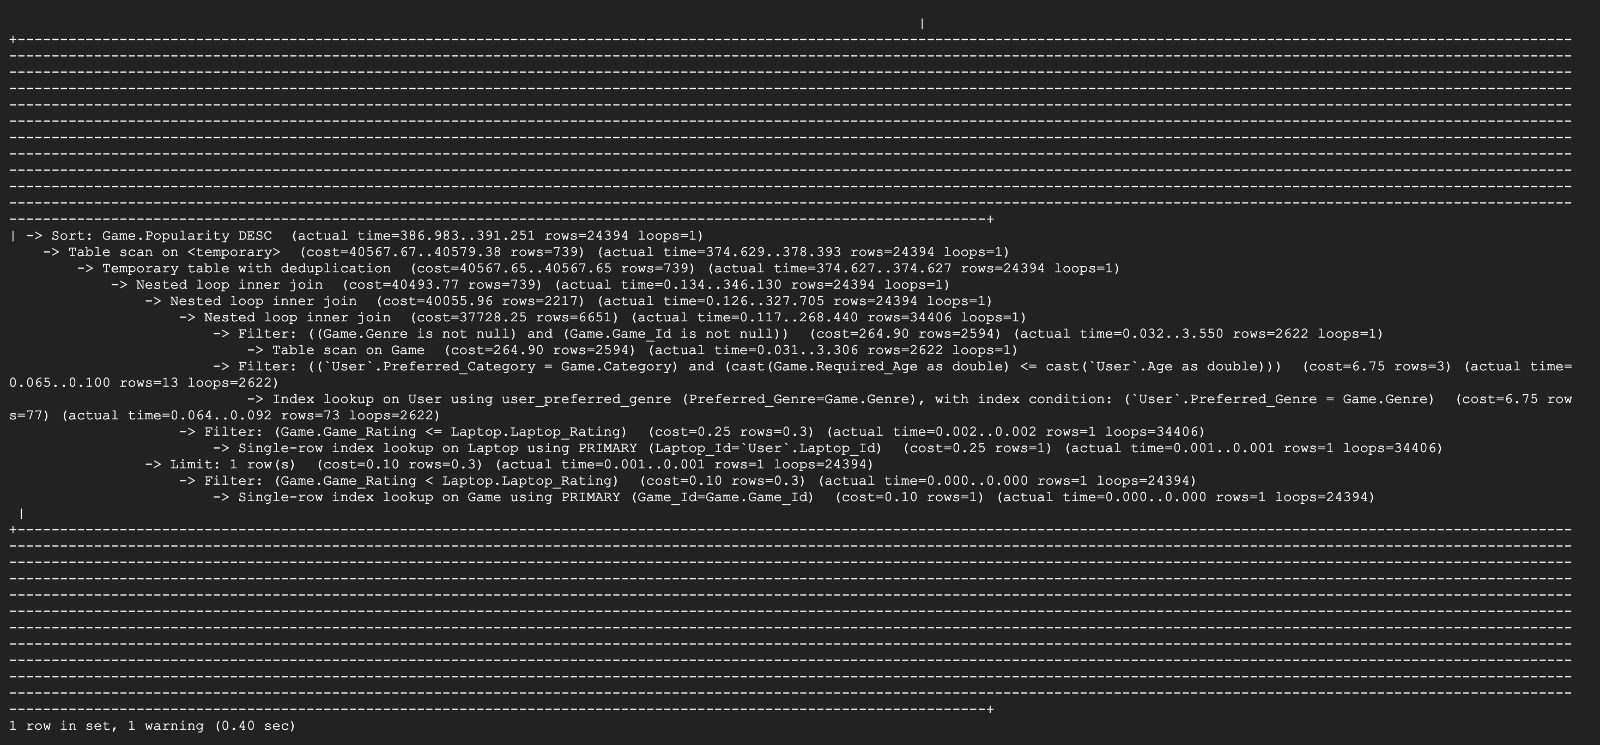 | -> Sort: Game.Popularity DESC  (actual time=386.983..391.251 rows=24394 loops=1)
    -> Table scan on <temporary>  (cost=40567.67..40579.38 rows=739) (actual time=374.629..378.393 rows=24394 loops=1)
        -> Temporary table with deduplication  (cost=40567.65..40567.65 rows=739) (actual time=374.627..374.627 rows=24394 loops=1)
            -> Nested loop inner join  (cost=40493.77 rows=739) (actual time=0.134..346.130 rows=24394 loops=1)
                -> Nested loop inner join  (cost=40055.96 rows=2217) (actual time=0.126..327.705 rows=24394 loops=1)
                    -> Nested loop inner join  (cost=37728.25 rows=6651) (actual time=0.117..268.440 rows=34406 loops=1)
                        -> Filter: ((Game.Genre is not null) and (Game.Game_Id is not null))  (cost=264.90 rows=2594) (actual time=0.032..3.550 rows=2622 loops=1)
                            -> Table scan on Game  (cost=264.90 rows=2594) (actual time=0.031..3.306 rows=2622 loops=1)
                        -> Filter: ((`User`.Preferred_Category = Game.Category) and (cast(Game.Required_Age as double) <= cast(`User`.Age as double)))  (cost=6.75 rows=3) (actual time=
0.065..0.100 rows=13 loops=2622)
                            -> Index lookup on User using user_preferred_genre (Preferred_Genre=Game.Genre), with index condition: (`User`.Preferred_Genre = Game.Genre)  (cost=6.75 row
s=77) (actual time=0.064..0.092 rows=73 loops=2622)
                    -> Filter: (Game.Game_Rating <= Laptop.Laptop_Rating)  (cost=0.25 rows=0.3) (actual time=0.002..0.002 rows=1 loops=34406)
                        -> Single-row index lookup on Laptop using PRIMARY (Laptop_Id=`User`.Laptop_Id)  (cost=0.25 rows=1) (actual time=0.001..0.001 rows=1 loops=34406)
                -> Limit: 1 row(s)  (cost=0.10 rows=0.3) (actual time=0.001..0.001 rows=1 loops=24394)
                    -> Filter: (Game.Game_Rating < Laptop.Laptop_Rating)  (cost=0.10 rows=0.3) (actual time=0.000..0.000 rows=1 loops=24394)
                        -> Single-row index lookup on Game using PRIMARY (Game_Id=Game.Game_Id)  (cost=0.10 rows=1) (actual time=0.000..0.000 rows=1 loops=24394)
 |
1 row in set, 1 warning (0.40 sec)